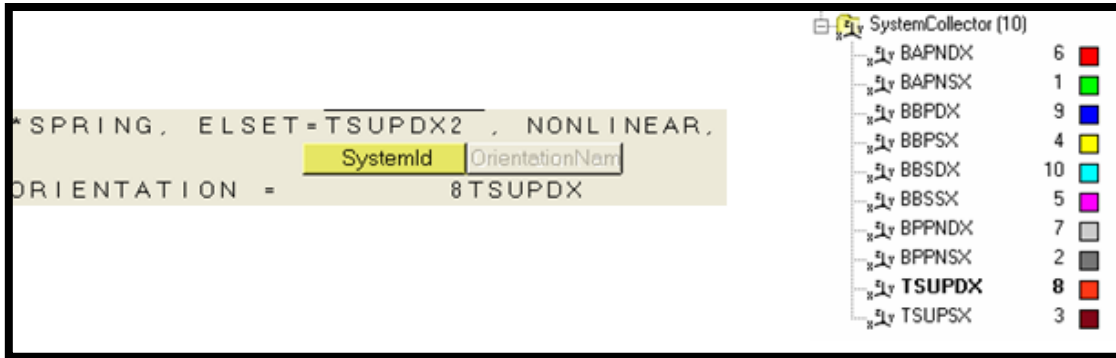 *SPRING, ELSET=TSUPDX2 , NONLINEAR,
SystemId OrientationNam
ORIENTATION = 8TSUPDX
SystemCollector (10)
BAPNDX 6
BAPNSX 1
BBPDX 9
BBPSX 4
BBSDX 10
BBSSX 5
BPPNDX 7
BPPNSX 2
TSUPDX 8
TSUPSX 3